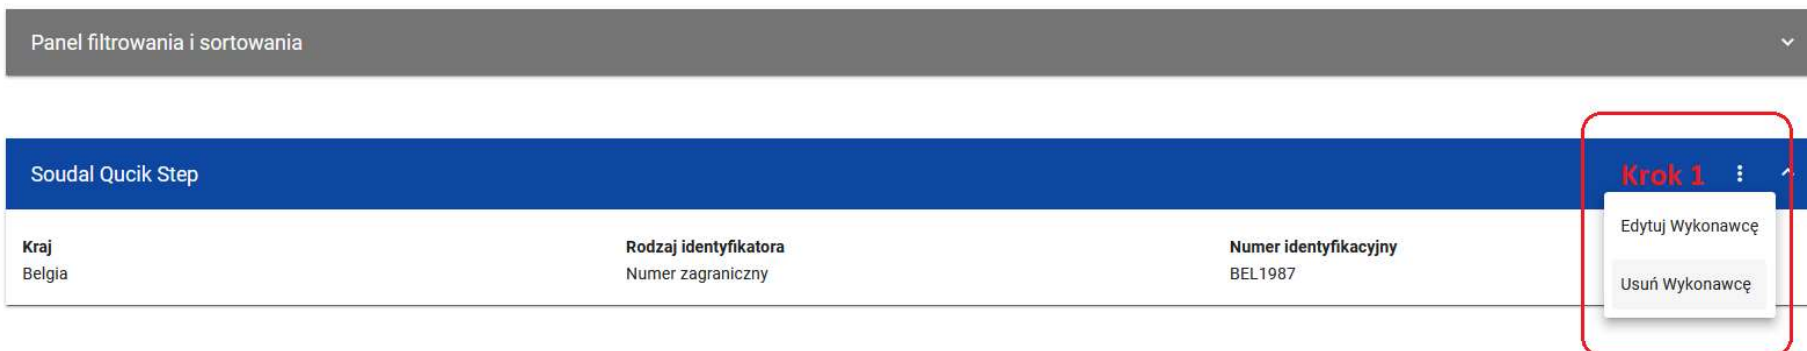 Panel filtrowania i sortowania
Soudal Qucik Step
Krok 1
Edytuj Wykonawcę
Usuń Wykonawcę
Kraj
Belgia
Rodzaj identyfikatora
Numer zagraniczny
Numer identyfikacyjny
BEL1987